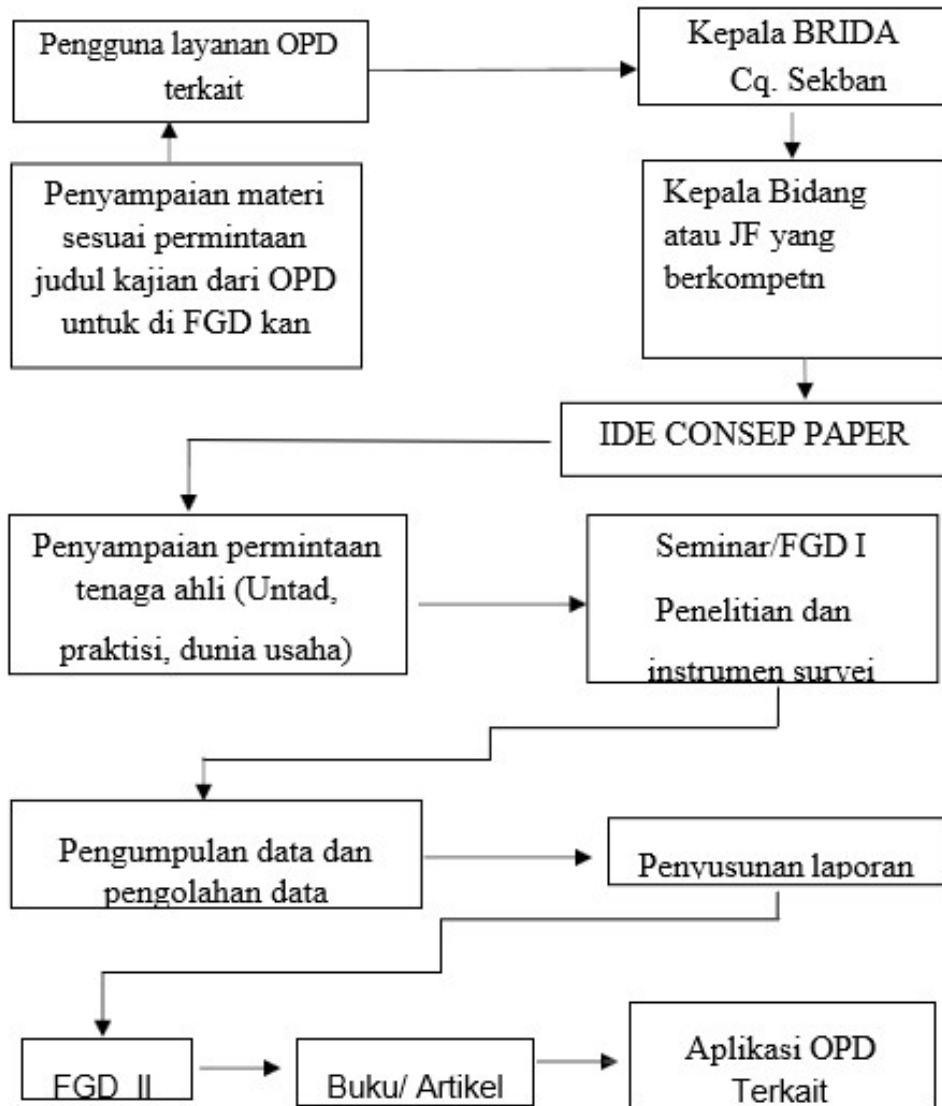 Pengguna layanan OPD
terkait
Kepala BRIDA
Cq. Sekban
Penyampaian materi
sesuai permintaan
judul kajian dari OPD
untuk di FGD kan
Kepala Bidang
atau JF yang
berkompetn
IDE CONSEP PAPER
Penyampaian permintaan
tenaga ahli (Untad,
praktisi, dunia usaha)
Seminar/FGD I
Penelitian dan
instrumen survei
Pengumpulan data dan
pengolahan data
Penyusunan laporan
FGD II
Buku/ Artikel
Aplikasi OPD
Terkait